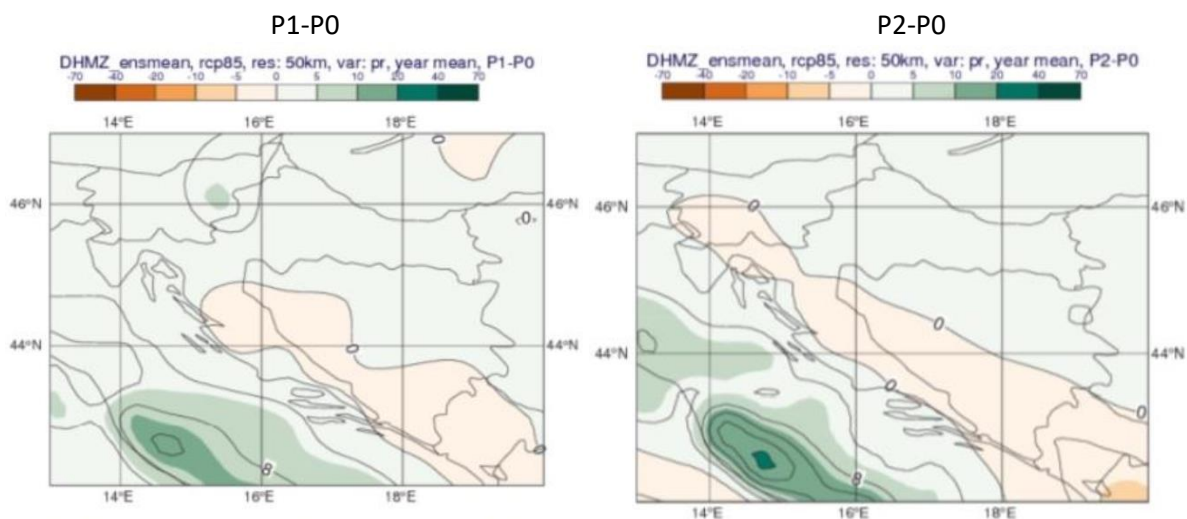 P1-P0
P2-P0
DHMZ_ensmean, rcp85, res: 50km, var: pr, year mean, P1-P0
-70 -40 -20 -10 -5 0 5 10 20 40 70
14°E 16°E 18°E
0
46°N 46°N
0
44°N 44°N
0
0
8
14°E 16°E 18°E
DHMZ_ensmean, rcp85, res: 50km, var: pr, year mean, P2-P0
-70 -40 -20 -10 -5 0 5 10 20 40 70
14°E 16°E 18°E
46°N 46°N
0
0
44°N 44°N
0
0
8
14°E 16°E 18°E